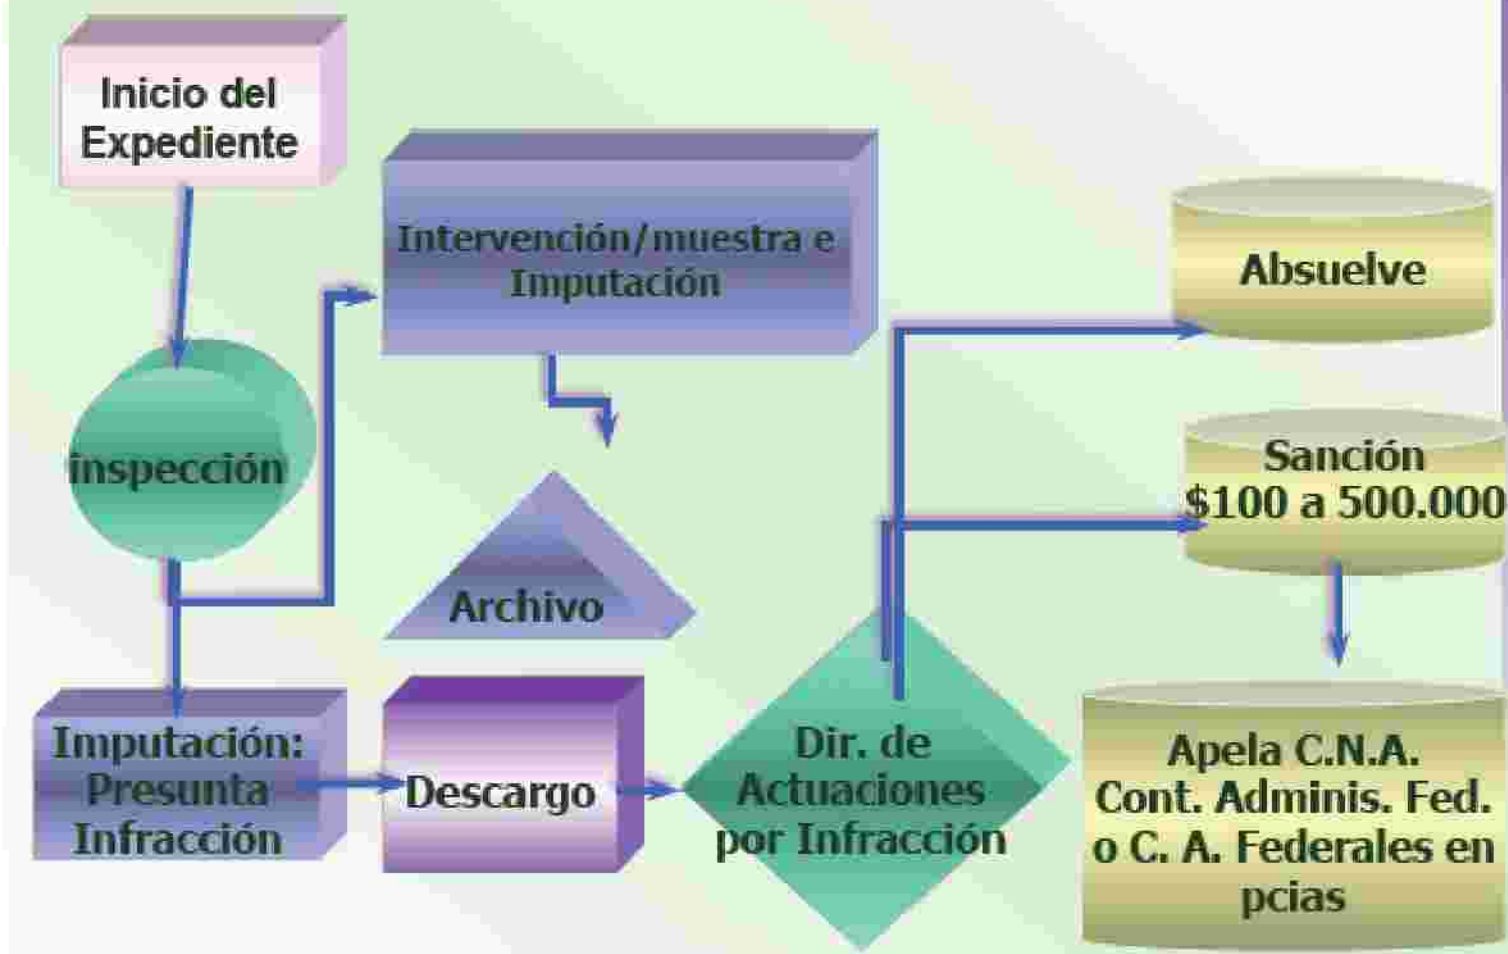 Inicio del
Expediente
Intervención/muestra e
Imputación
Absuelve
inspección
Sanción
$100 a 500.000
Archivo
Imputación:
Presunta
Infracción
Descargo
Dir. de
Actuaciones
por Infracción
Apela C.N.A.
Cont. Adminis. Fed.
o C. A. Federales en
pcias